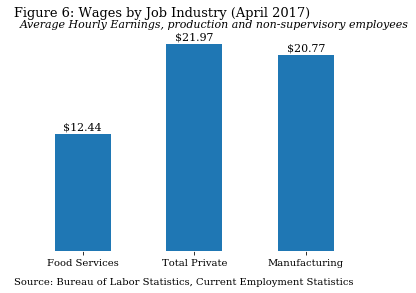 Figure 6: Wages by Job Industry (April 2017)
Average Hourly Earnings, production and non-supervisory employees
$21.97
$20.77
$12.44
Food Services
Total Private
Manufacturing
Source: Bureau of Labor Statistics, Current Employment Statistics